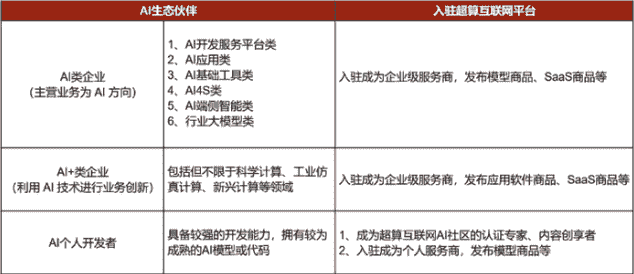 AI生态伙伴
入驻超算互联网平台
AI类企业
（主营业务为 AI 方向）
1、AI开发服务平台类
2、AI应用类
3、AI基础工具类
4、AI4S类
5、AI端侧智能类
6、行业大模型类
入驻成为企业级服务商，发布模型商品、SaaS商品等
AI+类企业
（利用 AI 技术进行业务创新）
包括但不限于科学计算、工业仿
真计算、新兴计算等领域
入驻成为企业级服务商，发布应用软件商品、SaaS商品等
AI个人开发者
具备较强的开发能力，拥有较为
成熟的AI模型或代码
1、成为超算互联网AI社区的认证专家、内容创享者
2、入驻成为个人服务商，发布模型商品等